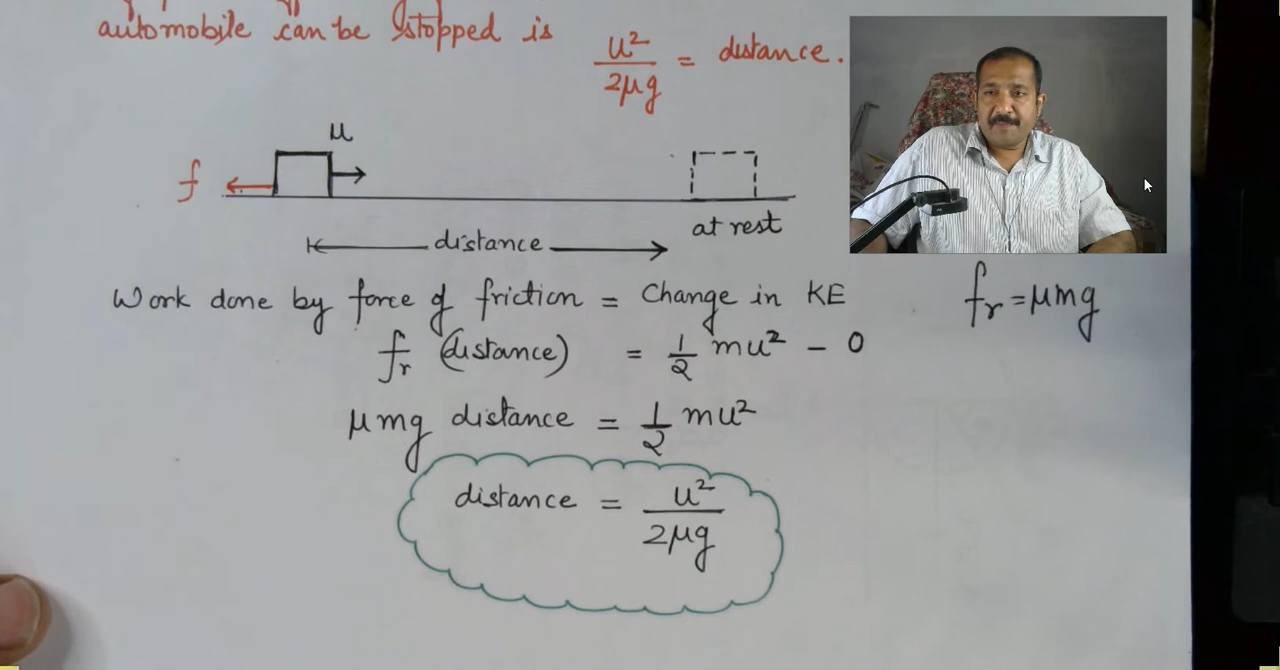 automobile can be stopped is u²/2μg = distance.
u
f
distance
at rest
Work done by force of friction = Change in KE
fr = μmg
fr (distance) = 1/2 mu² - 0
μmg distance = 1/2 mu²
distance = u²/2μg